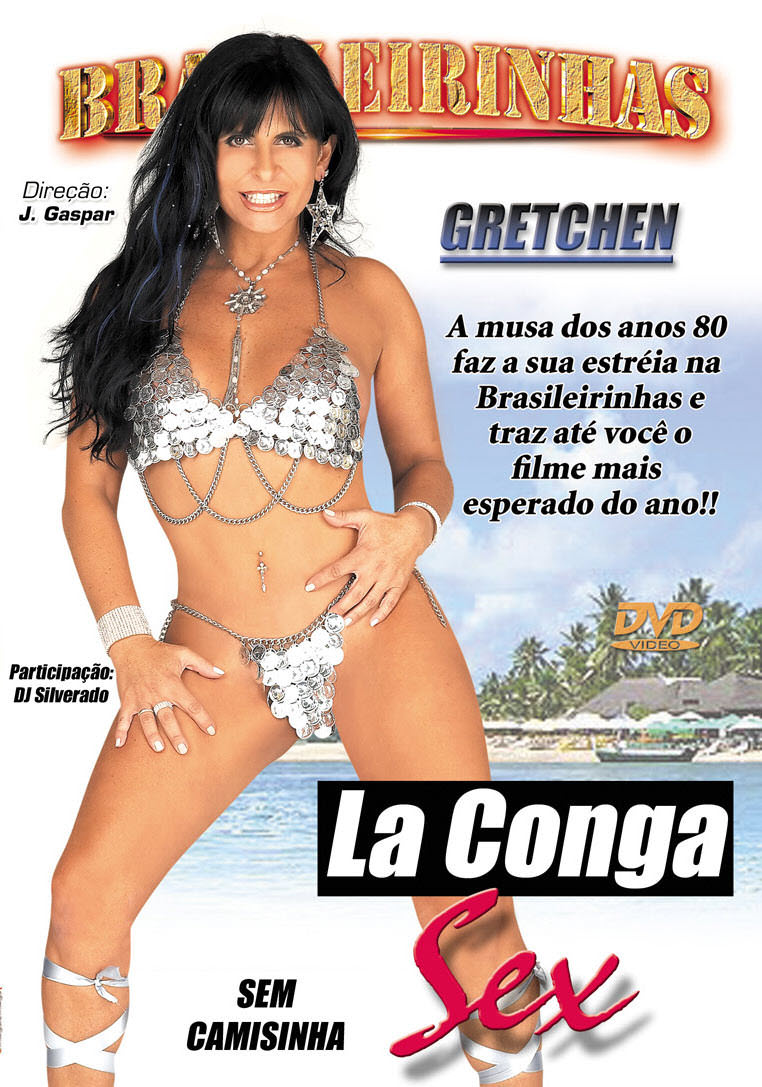 BRASILEIRINHAS
Direção:
J. Gaspar
GRETCHEN
A musa dos anos 80
faz a sua estréia na
Brasileirinhas e
traz até você o
filme mais
esperado do ano!!
DVD
VIDEO
Participação:
DJ Silverado
La Conga
Sex
SEM
CAMISINHA